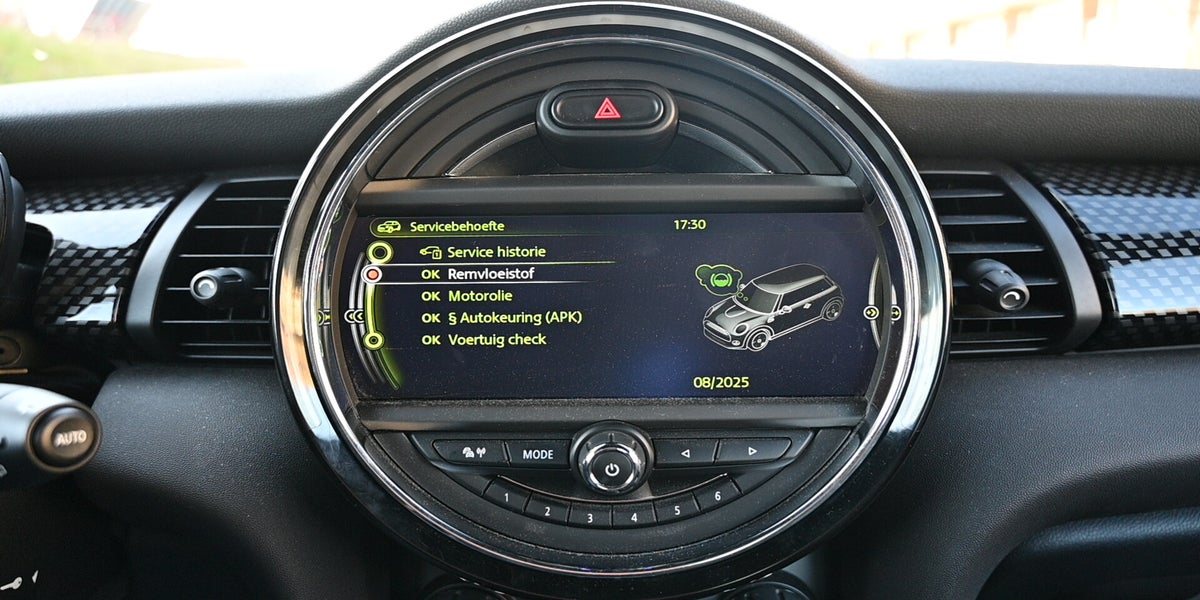 Servicebehoefte
17:30
Service historie
OK Remvloeistof
OK Motorolie
OK § Autokeuring (APK)
OK Voertuig check
08/2025
MODE
AUTO
1
2
3
4
5
6